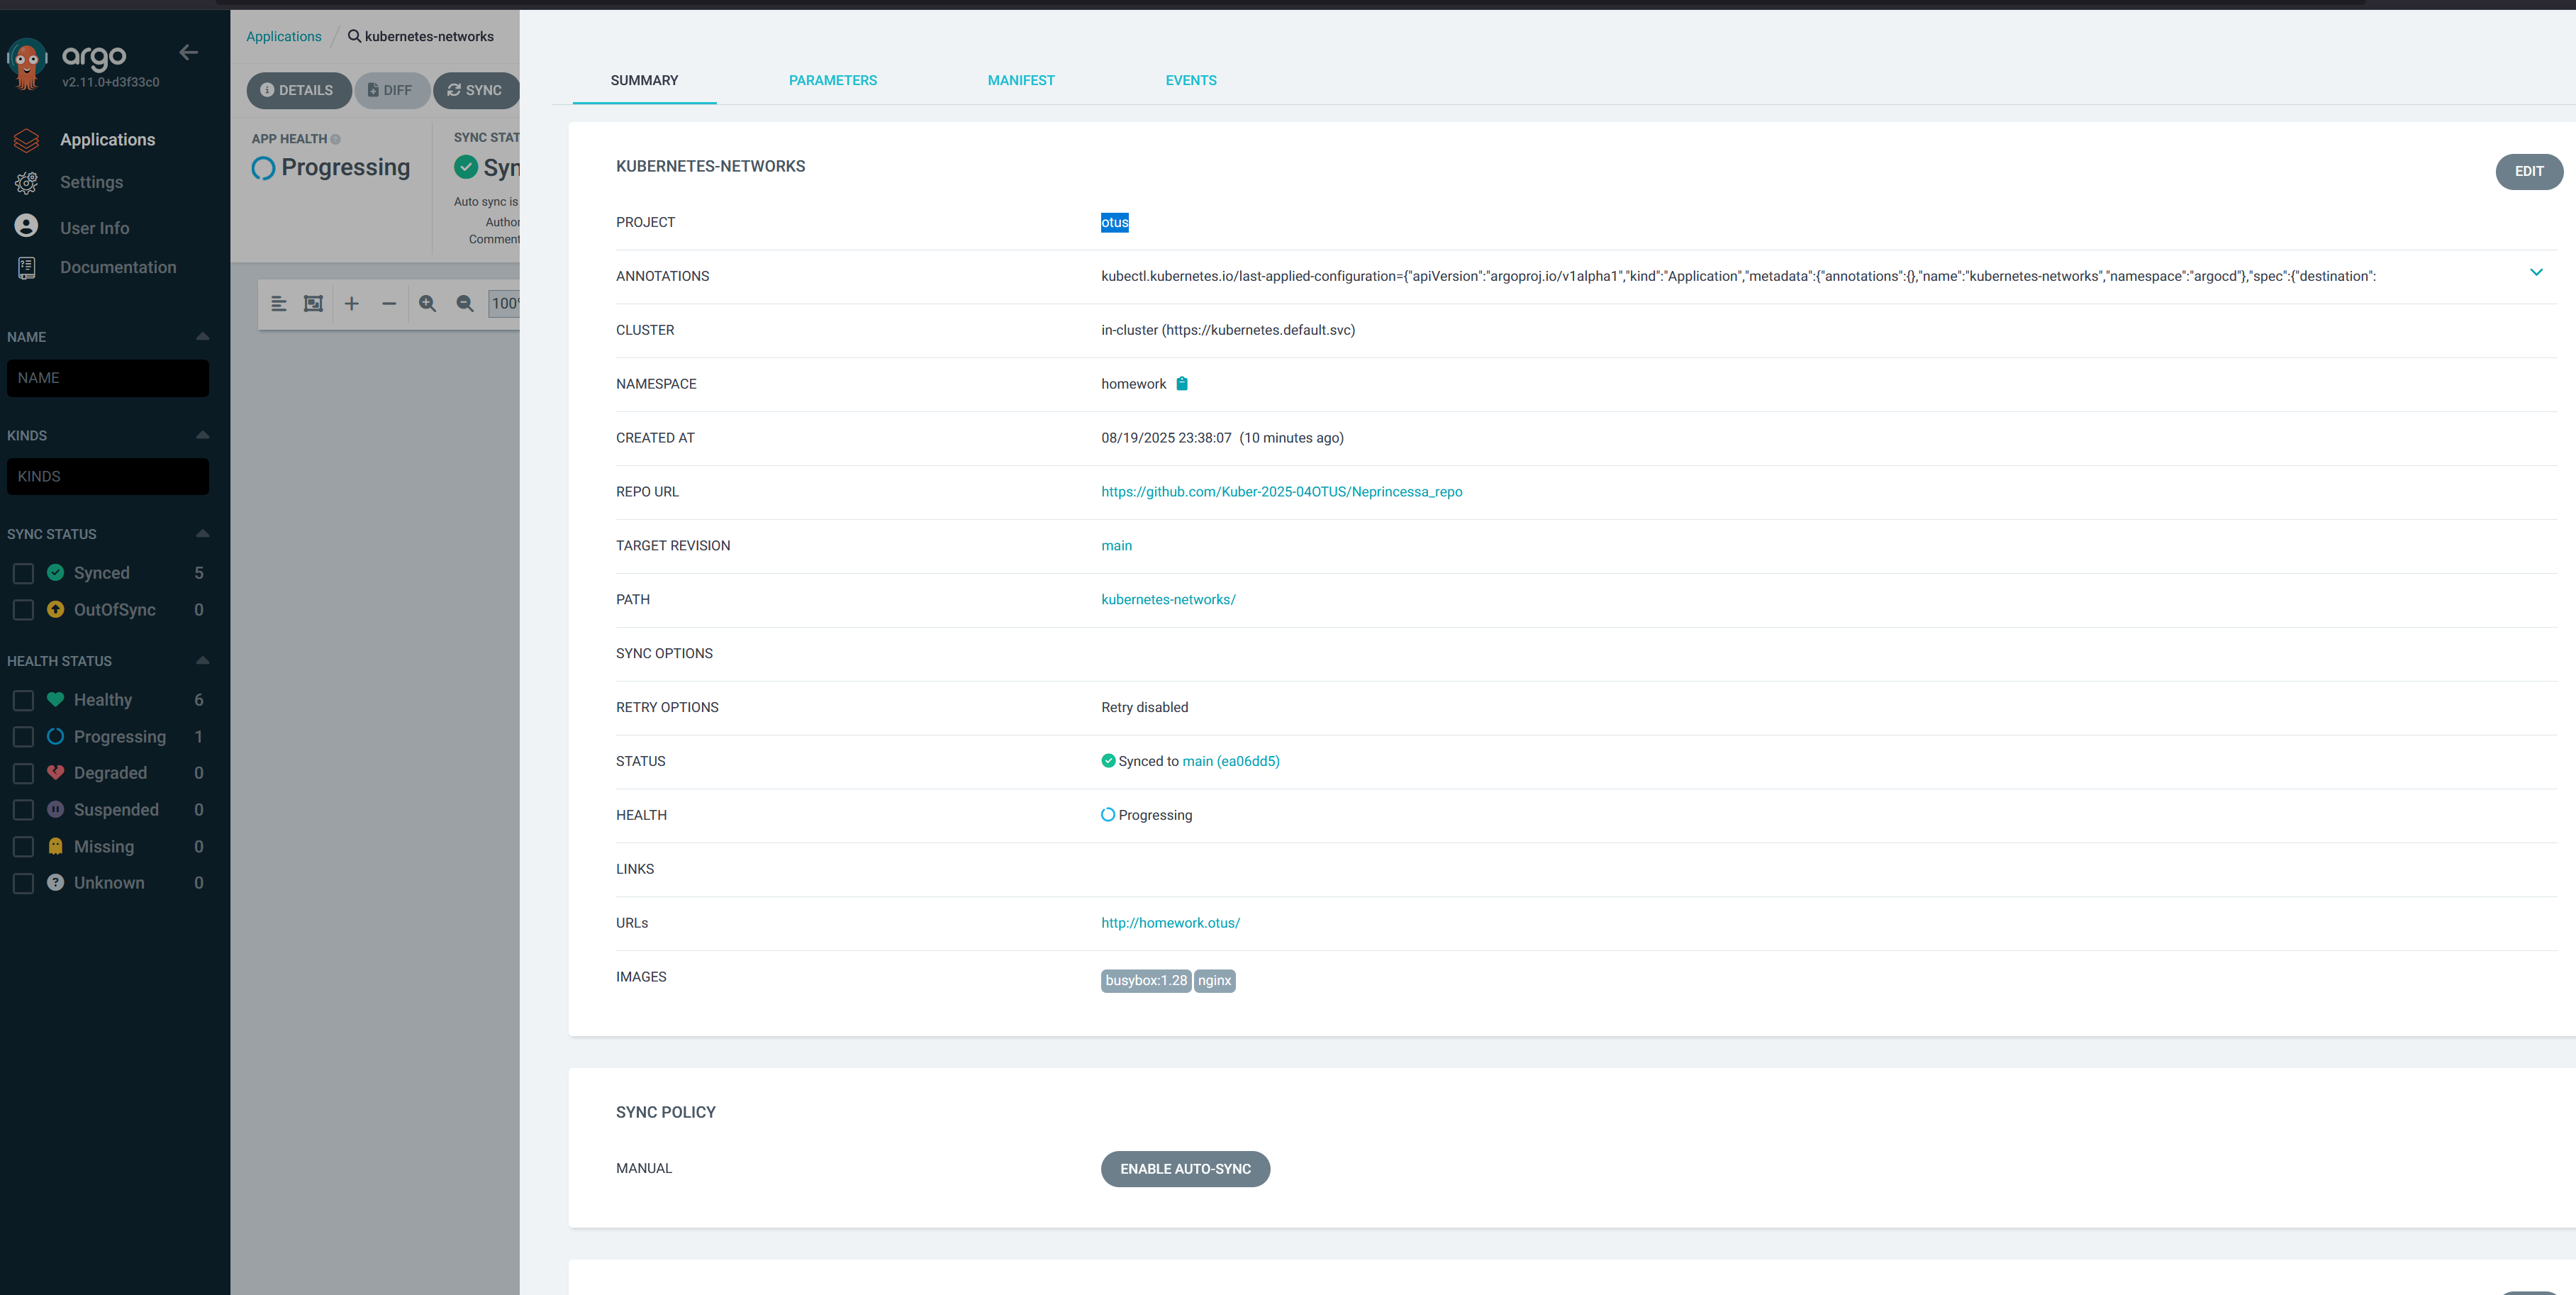 argo
v2.11.0+d3f33c0
Applications
Settings
User Info
Documentation
NAME
NAME
KINDS
KINDS
SYNC STATUS
Synced 5
OutOfSync 0
HEALTH STATUS
Healthy 6
Progressing 1
Degraded 0
Suspended 0
Missing 0
Unknown 0
Applications / kubernetes-networks
DETAILS DIFF SYNC
APP HEALTH
Progressing
SYNC STAT
Syn
Auto sync is
Author
Comment
100%
SUMMARY PARAMETERS MANIFEST EVENTS
KUBERNETES-NETWORKS
EDIT
PROJECT otus
ANNOTATIONS kubectl.kubernetes.io/last-applied-configuration={"apiVersion":"argoproj.io/v1alpha1","kind":"Application","metadata":{"annotations":{},"name":"kubernetes-networks","namespace":"argocd"},"spec":{"destination":
CLUSTER in-cluster (https://kubernetes.default.svc)
NAMESPACE homework
CREATED AT 08/19/2025 23:38:07 (10 minutes ago)
REPO URL https://github.com/Kuber-2025-04OTUS/Neprincessa_repo
TARGET REVISION main
PATH kubernetes-networks/
SYNC OPTIONS
RETRY OPTIONS Retry disabled
STATUS Synced to main (ea06dd5)
HEALTH Progressing
LINKS
URLs http://homework.otus/
IMAGES busybox:1.28 nginx
SYNC POLICY
MANUAL ENABLE AUTO-SYNC